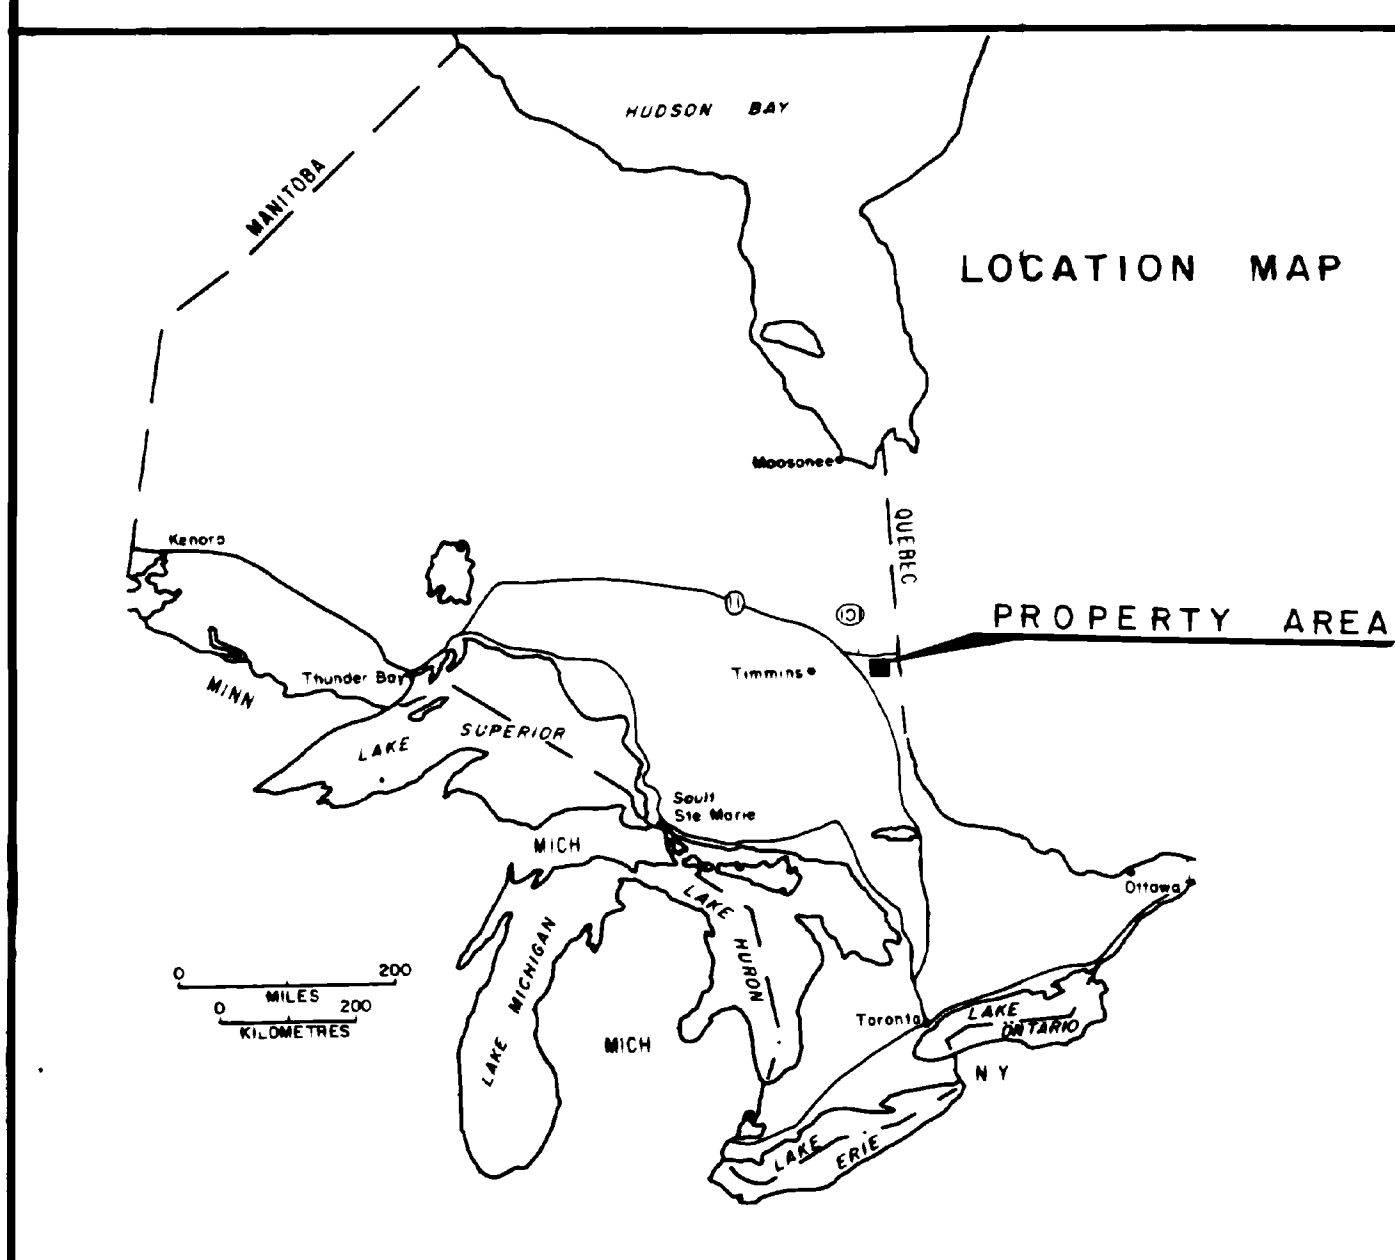 HUDSON BAY
MANITOBA
LOCATION MAP
Moosonee
QUEBEC
Kenora
11
101
PROPERTY AREA
Timmins
Thunder Bay
MINN
LAKE SUPERIOR
Sault
Ste Marie
MICH
LAKE HURON
Ottawa
LAKE MICHIGAN
0 200
MILES
0 200
KILOMETRES
Toronto
LAKE
ONTARIO
MICH
N Y
LAKE ERIE